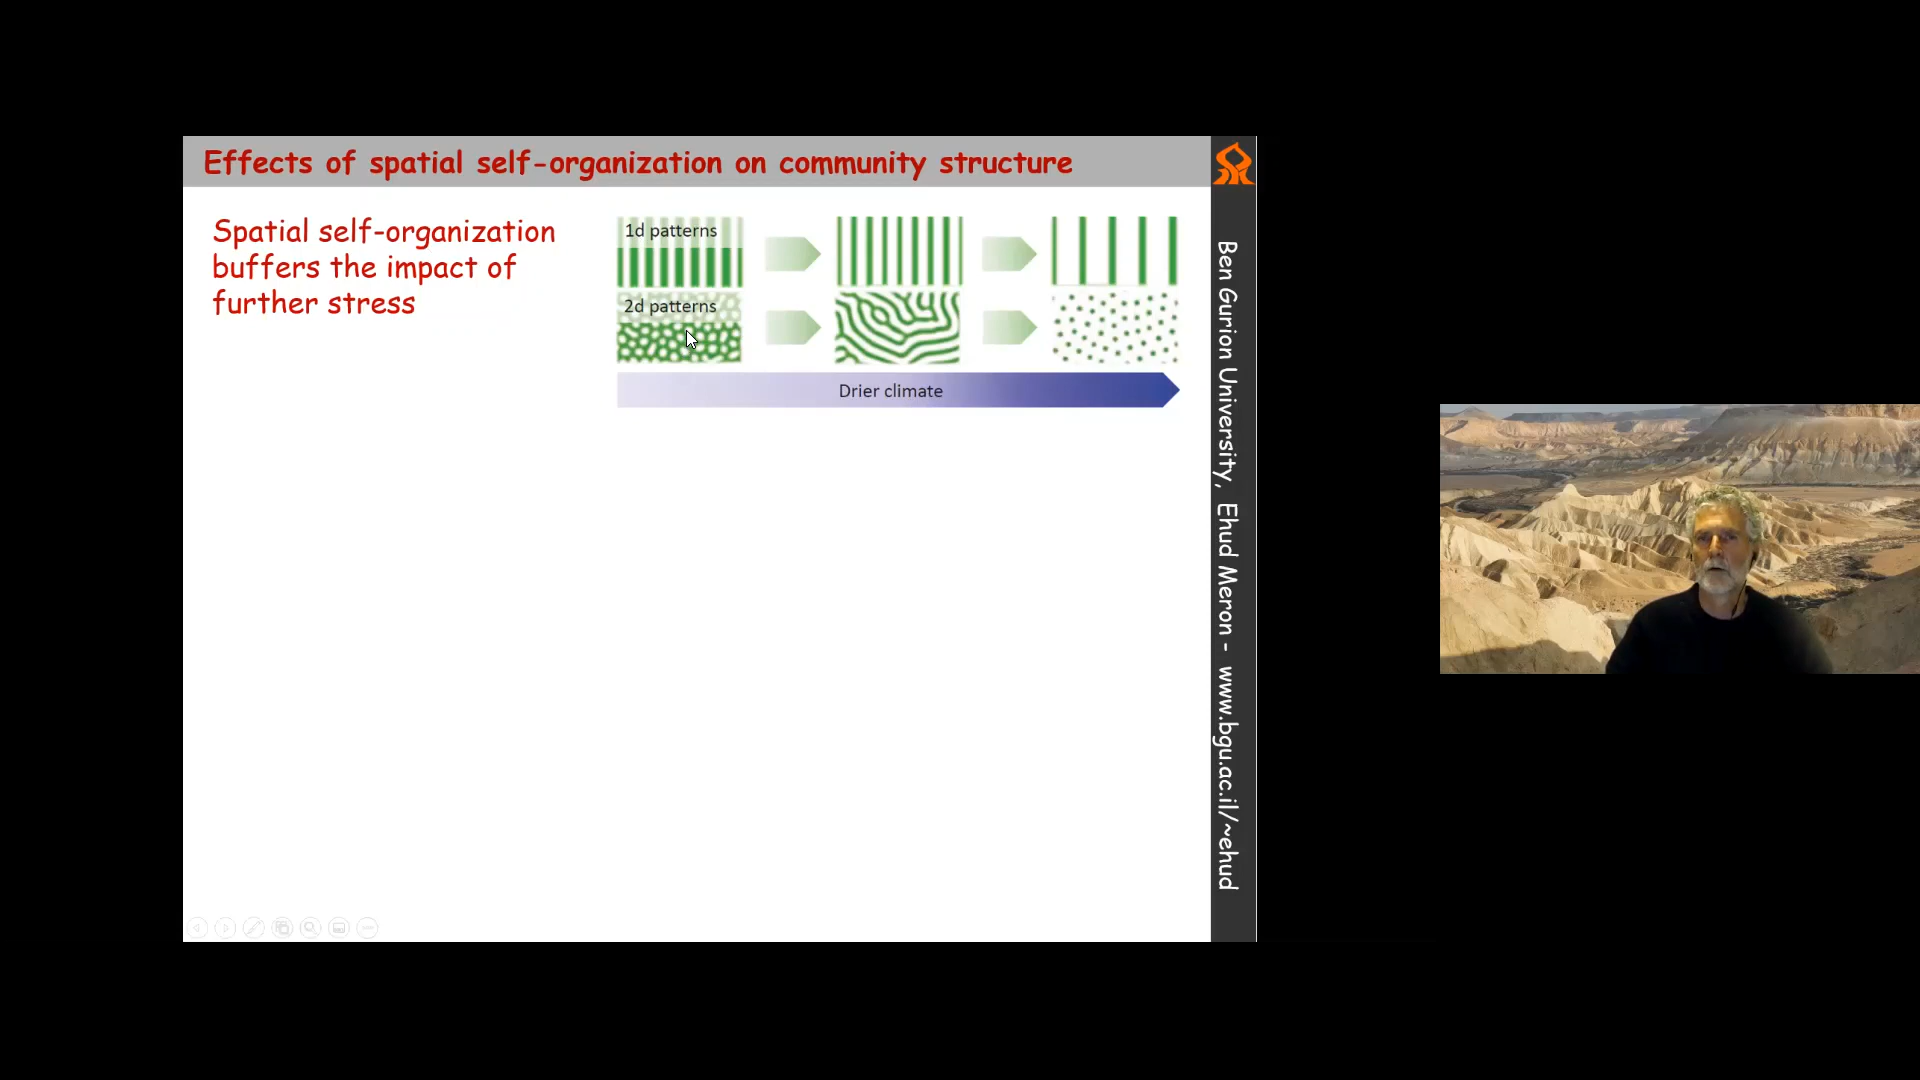 Effects of spatial self-organization on community structure
Spatial self-organization
buffers the impact of
further stress
1d patterns
2d patterns
Drier climate
Ben Gurion University, Ehud Meron - www.bgu.ac.il/~ehud